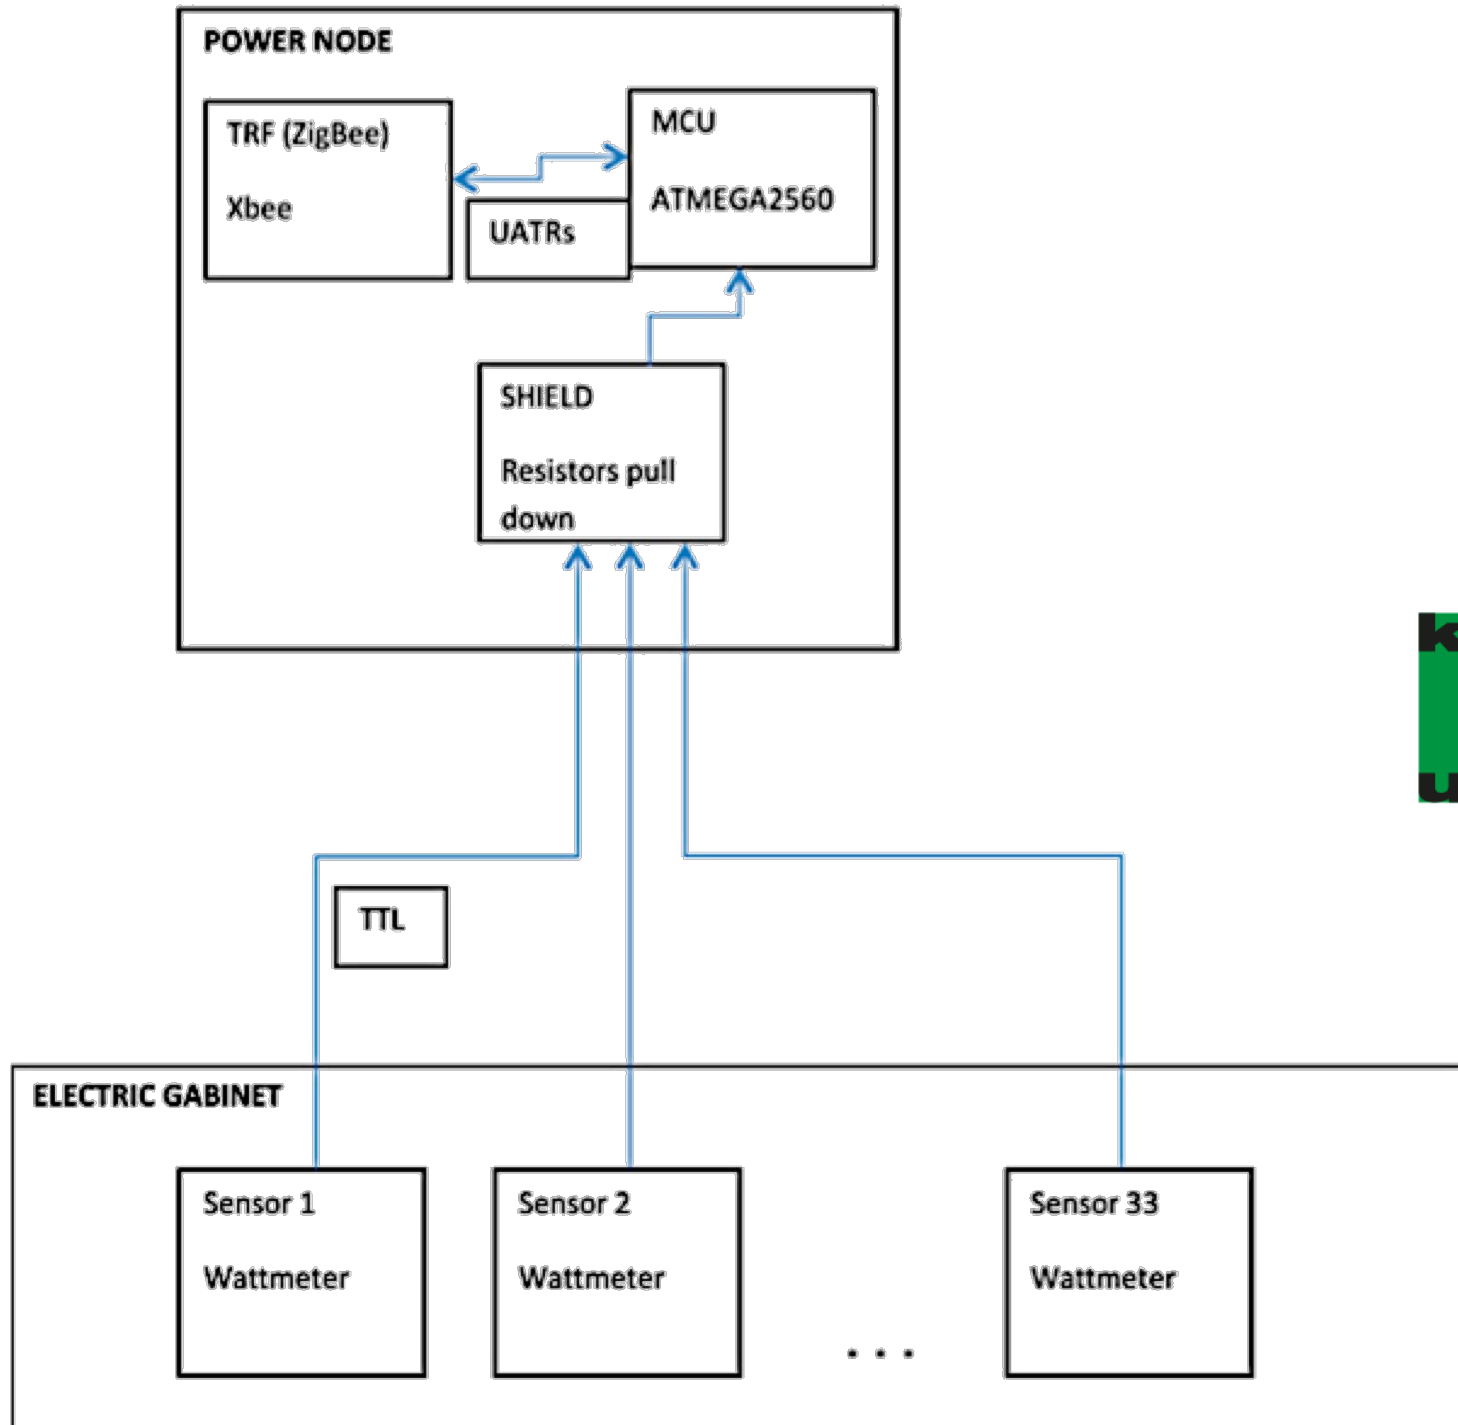 POWER NODE
TRF (ZigBee)
Xbee
MCU
ATMEGA2560
UATRs
SHIELD
Resistors pull
down
k
u
TTL
ELECTRIC GABINET
Sensor 1
Wattmeter
Sensor 2
Wattmeter
. . .
Sensor 33
Wattmeter